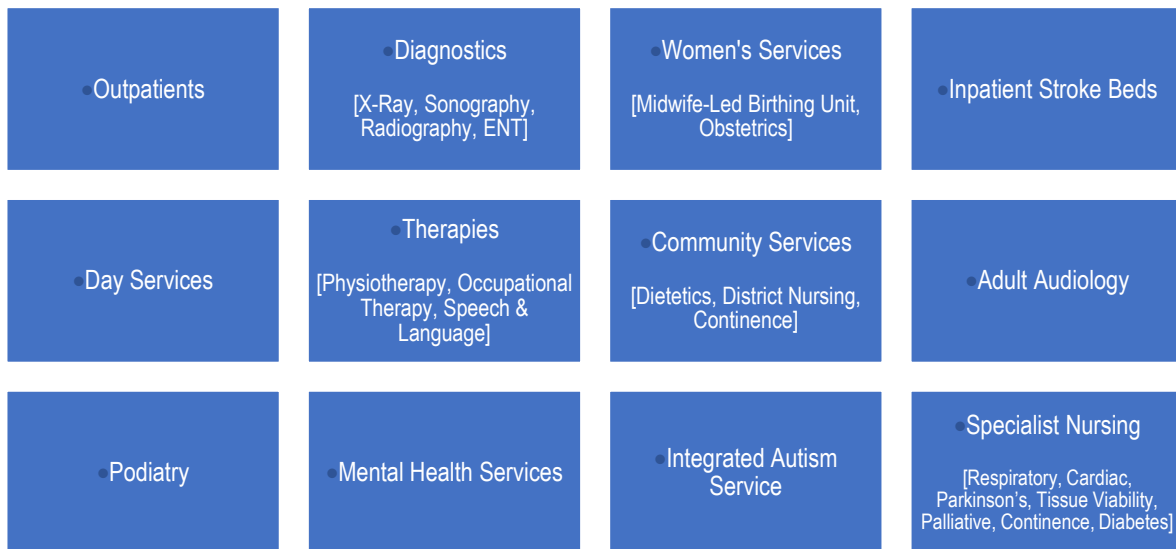 •Outpatients
•Diagnostics
[X-Ray, Sonography,
Radiography, ENT]
•Women's Services
[Midwife-Led Birthing Unit,
Obstetrics]
•Inpatient Stroke Beds
•Day Services
•Therapies
[Physiotherapy, Occupational
Therapy, Speech &
Language]
•Community Services
[Dietetics, District Nursing,
Continence]
•Adult Audiology
•Podiatry
•Mental Health Services
•Integrated Autism
Service
•Specialist Nursing
[Respiratory, Cardiac,
Parkinson’s, Tissue Viability,
Palliative, Continence, Diabetes]